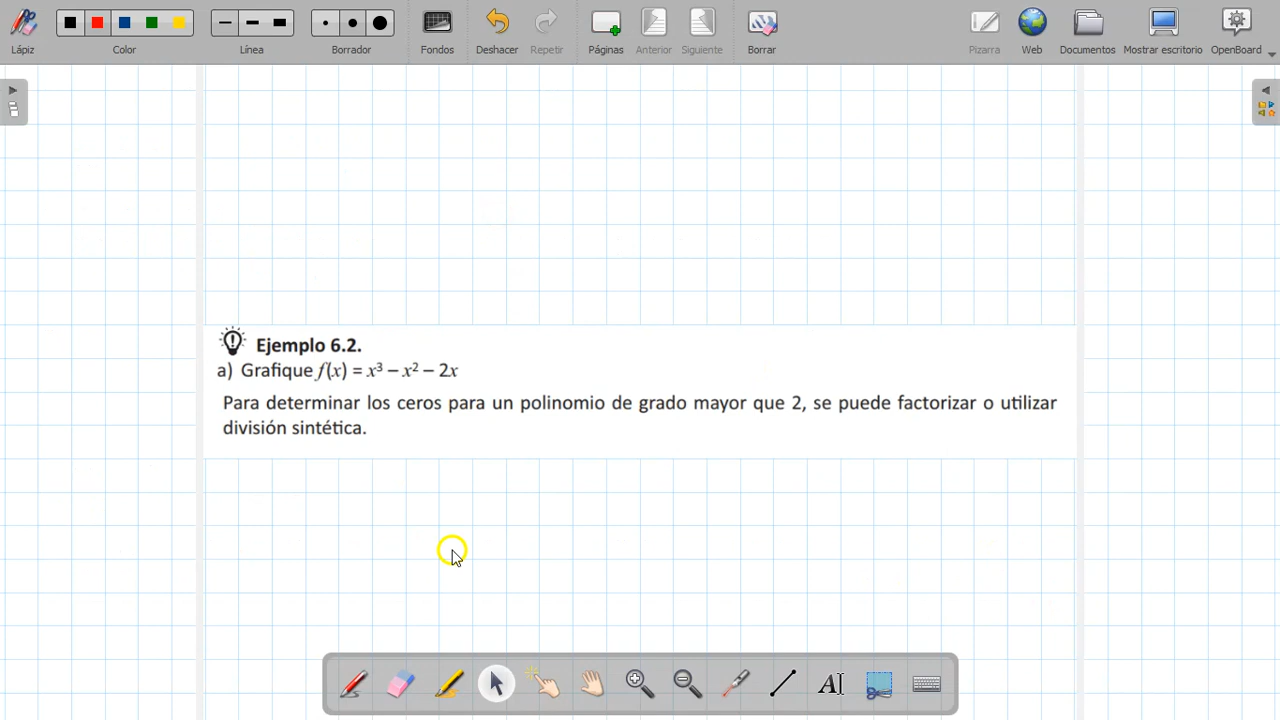 Lápiz Color Línea Borrador Fondos Deshacer Repetir Páginas Anterior Siguiente Borrar Pizarra Web Documentos Mostrar escritorio OpenBoard
Ejemplo 6.2.
a) Grafique f(x) = x³ – x² – 2x
Para determinar los ceros para un polinomio de grado mayor que 2, se puede factorizar o utilizar
división sintética.